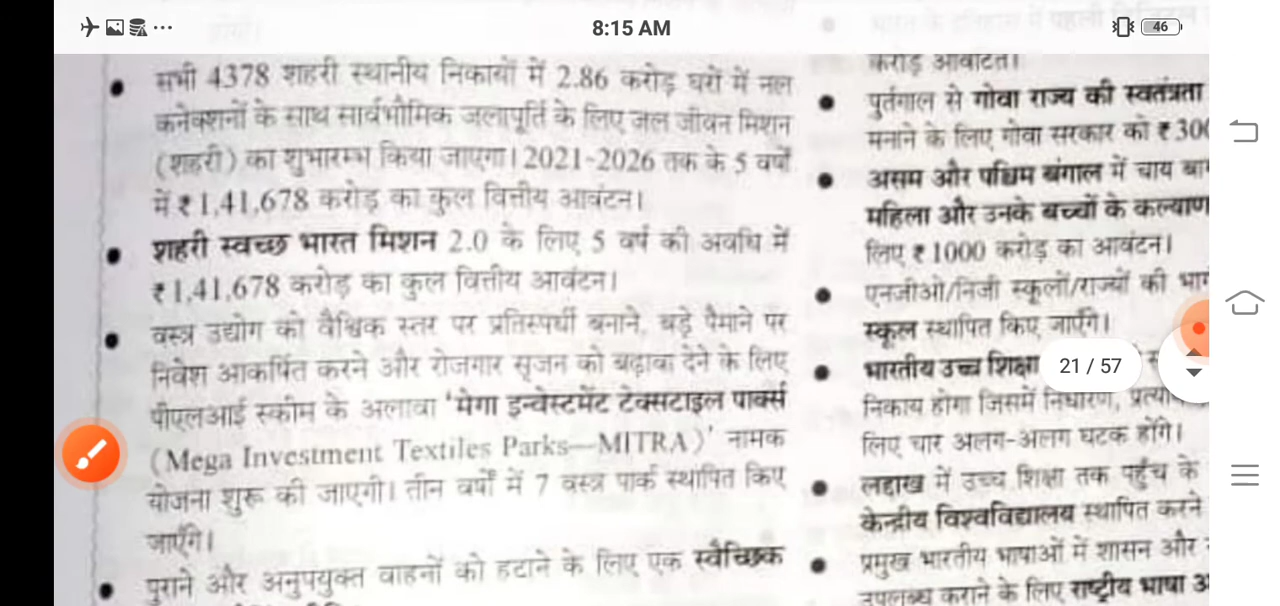 8:15 AM
46
सभी 4378 शहरी स्थानीय निकायों में 2.86 करोड़ घरों में नल
कनेक्शनों के साथ सार्वभौमिक जलापूर्ति के लिए जल जीवन मिशन
(शहरी) का शुभारम्भ किया जाएगा। 2021-2026 तक के 5 वर्षों
में ₹ 1,41,678 करोड़ का कुल वित्तीय आवंटन।
शहरी स्वच्छ भारत मिशन 2.0 के लिए 5 वर्ष की अवधि में
₹ 1,41,678 करोड़ का कुल वित्तीय आवंटन।
वस्त्र उद्योग को वैश्विक स्तर पर प्रतिस्पर्धी बनाने, बड़े पैमाने पर
निवेश आकर्षित करने और रोजगार सृजन को बढ़ावा देने के लिए
पीएलआई स्कीम के अलावा 'मेगा इन्वेस्टमेंट टेक्सटाइल पार्क्स
(Mega Investment Textiles Parks—MITRA)' नामक
योजना शुरू की जाएगी। तीन वर्षों में 7 वस्त्र पार्क स्थापित किए
जाएँगे।
पुराने और अनुपयुक्त वाहनों को हटाने के लिए एक स्वैच्छिक
करोड़ आवंटित।
पुर्तगाल से गोवा राज्य की स्वतंत्रता
मनाने के लिए गोवा सरकार को ₹ 300
असम और पश्चिम बंगाल में चाय
महिला और उनके बच्चों के कल्याण
लिए ₹ 1000 करोड़ का आवंटन।
एनजीओ/निजी स्कूलों/राज्यों की
स्कूल स्थापित किए जाएँगे।
भारतीय उच्च शिक्षा
निकाय होगा जिसमें निर्धारण,
लिए चार अलग-अलग घटक होंगे।
लद्दाख में उच्च शिक्षा तक पहुँच के
केन्द्रीय विश्वविद्यालय स्थापित करने
प्रमुख भारतीय भाषाओं में शासन और
उपलब्ध कराने के लिए राष्ट्रीय भाषा
21 / 57